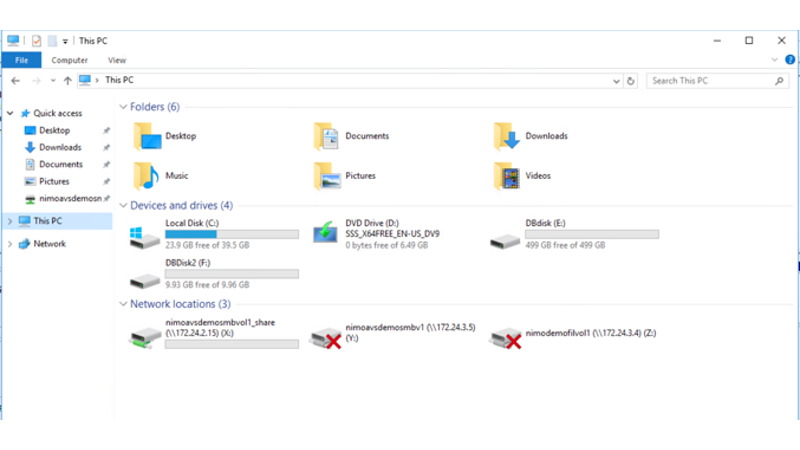 This PC
File Computer View
This PC
Search This PC
Quick access
Desktop
Downloads
Documents
Pictures
nimoavsdemosn
This PC
Network
Folders (6)
Desktop Documents Downloads
Music Pictures Videos
Devices and drives (4)
Local Disk (C:)
23.9 GB free of 39.5 GB
DVD Drive (D:)
SSS_X64FREE_EN-US_DV9
0 bytes free of 6.49 GB
DBdisk (E:)
499 GB free of 499 GB
DBDisk2 (F:)
9.93 GB free of 9.96 GB
Network locations (3)
nimoavsdemosmbvol1_share
(\\172.24.2.15) (X:)
nimoavsdemosmbv1 (\\172.24.3.5)
(Y:)
nimodemofilvol1 (\\172.24.3.4) (Z:)